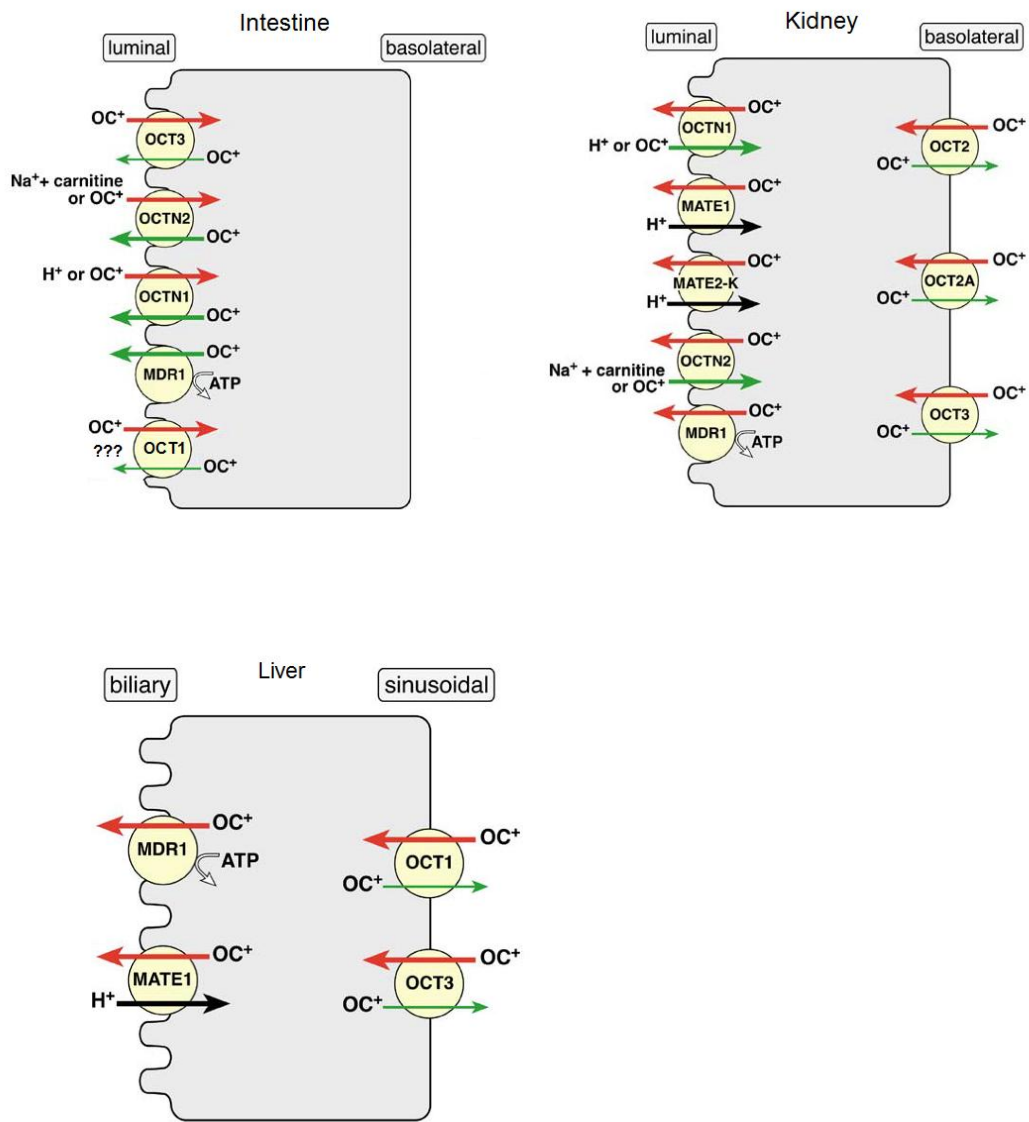 Intestine
luminal
basolateral
OC⁺
OCT3
OC⁺
Na⁺+ carnitine
or OC⁺
OCTN2
OC⁺
H⁺ or OC⁺
OCTN1
OC⁺
OC⁺
MDR1
ATP
OC⁺
???
OCT1
OC⁺
Kidney
luminal
basolateral
OC⁺
OCTN1
H⁺ or OC⁺
OC⁺
MATE1
H⁺
OC⁺
MATE2-K
H⁺
OC⁺
OCTN2
Na⁺ + carnitine
or OC⁺
OC⁺
MDR1
ATP
OC⁺
OCT2
OC⁺
OC⁺
OCT2A
OC⁺
OC⁺
OCT3
OC⁺
Liver
biliary
sinusoidal
OC⁺
MDR1
ATP
OC⁺
MATE1
H⁺
OC⁺
OCT1
OC⁺
OC⁺
OCT3
OC⁺